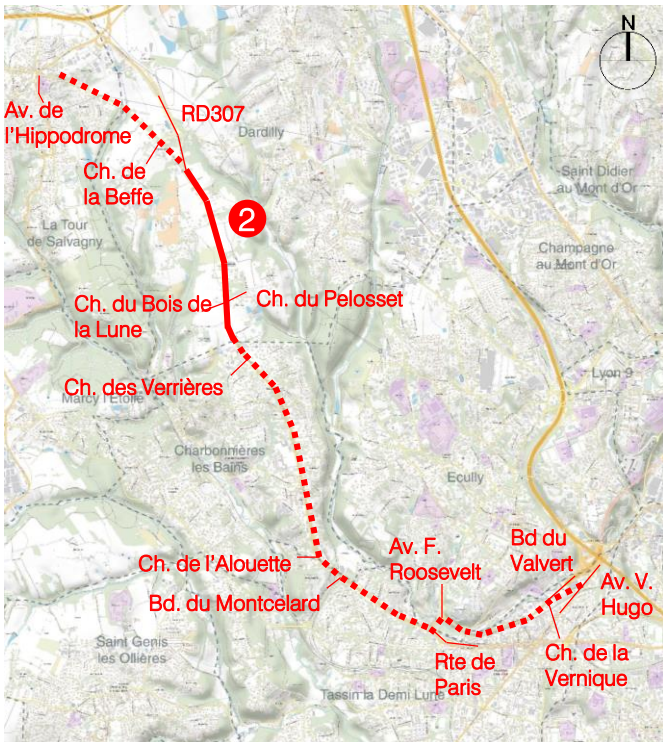 N
Av. de
l'Hippodrome
RD307
Dardilly
Ch. de
la Beffe
Saint Didier
au Mont d'Or
2
La Tour
de Salvagny
Champagne
au Mont d'Or
Ch. du Bois de
la Lune
Ch. du Pelosset
Ch. des Verrières
Marcy l'Etoile
Lyon 9
Charbonnières
les Bains
Ecully
Ch. de l'Alouette
Av. F.
Roosevelt
Bd du
Valvert
Bd. du Montcelard
Av. V.
Hugo
Saint Genis
les Ollières
Rte de
Paris
Ch. de la
Vernique
Tassin la Demi Lune